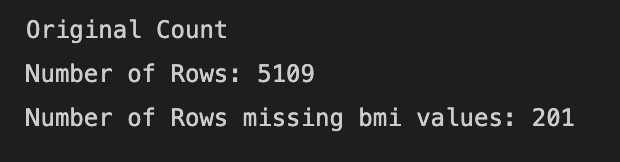 Original Count
Number of Rows: 5109
Number of Rows missing bmi values: 201